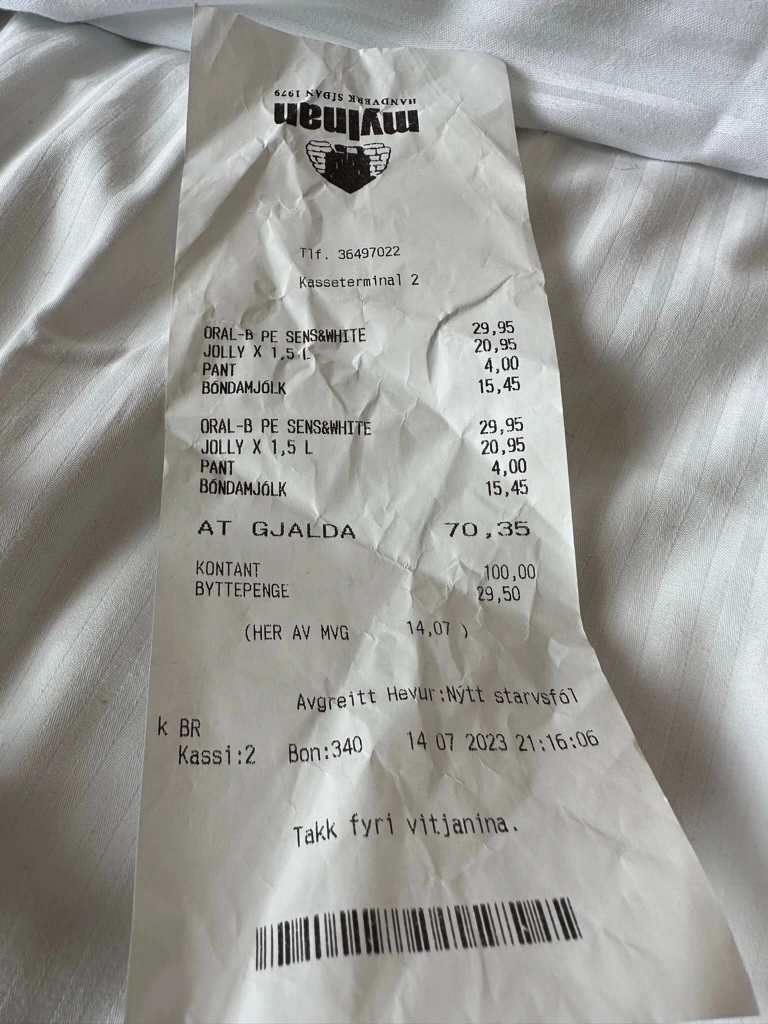 mylnan
HANDVERK SÍÐAN 1979
Tlf. 36497022
Kasseterminal 2
ORAL-B PE SENS&WHITE 29,95
JOLLY X 1,5 L 20,95
PANT 4,00
BÓNDAMJÓLK 15,45
ORAL-B PE SENS&WHITE 29,95
JOLLY X 1,5 L 20,95
PANT 4,00
BÓNDAMJÓLK 15,45
AT GJALDA 70,35
KONTANT 100,00
BYTTEPENGE 29,50
(HER AV MVG 14,07 )
Avgreitt Hevur:Nýtt starvsfól
k BR
Kassi:2 Bon:340 14 07 2023 21:16:06
Takk fyri vitjanina.